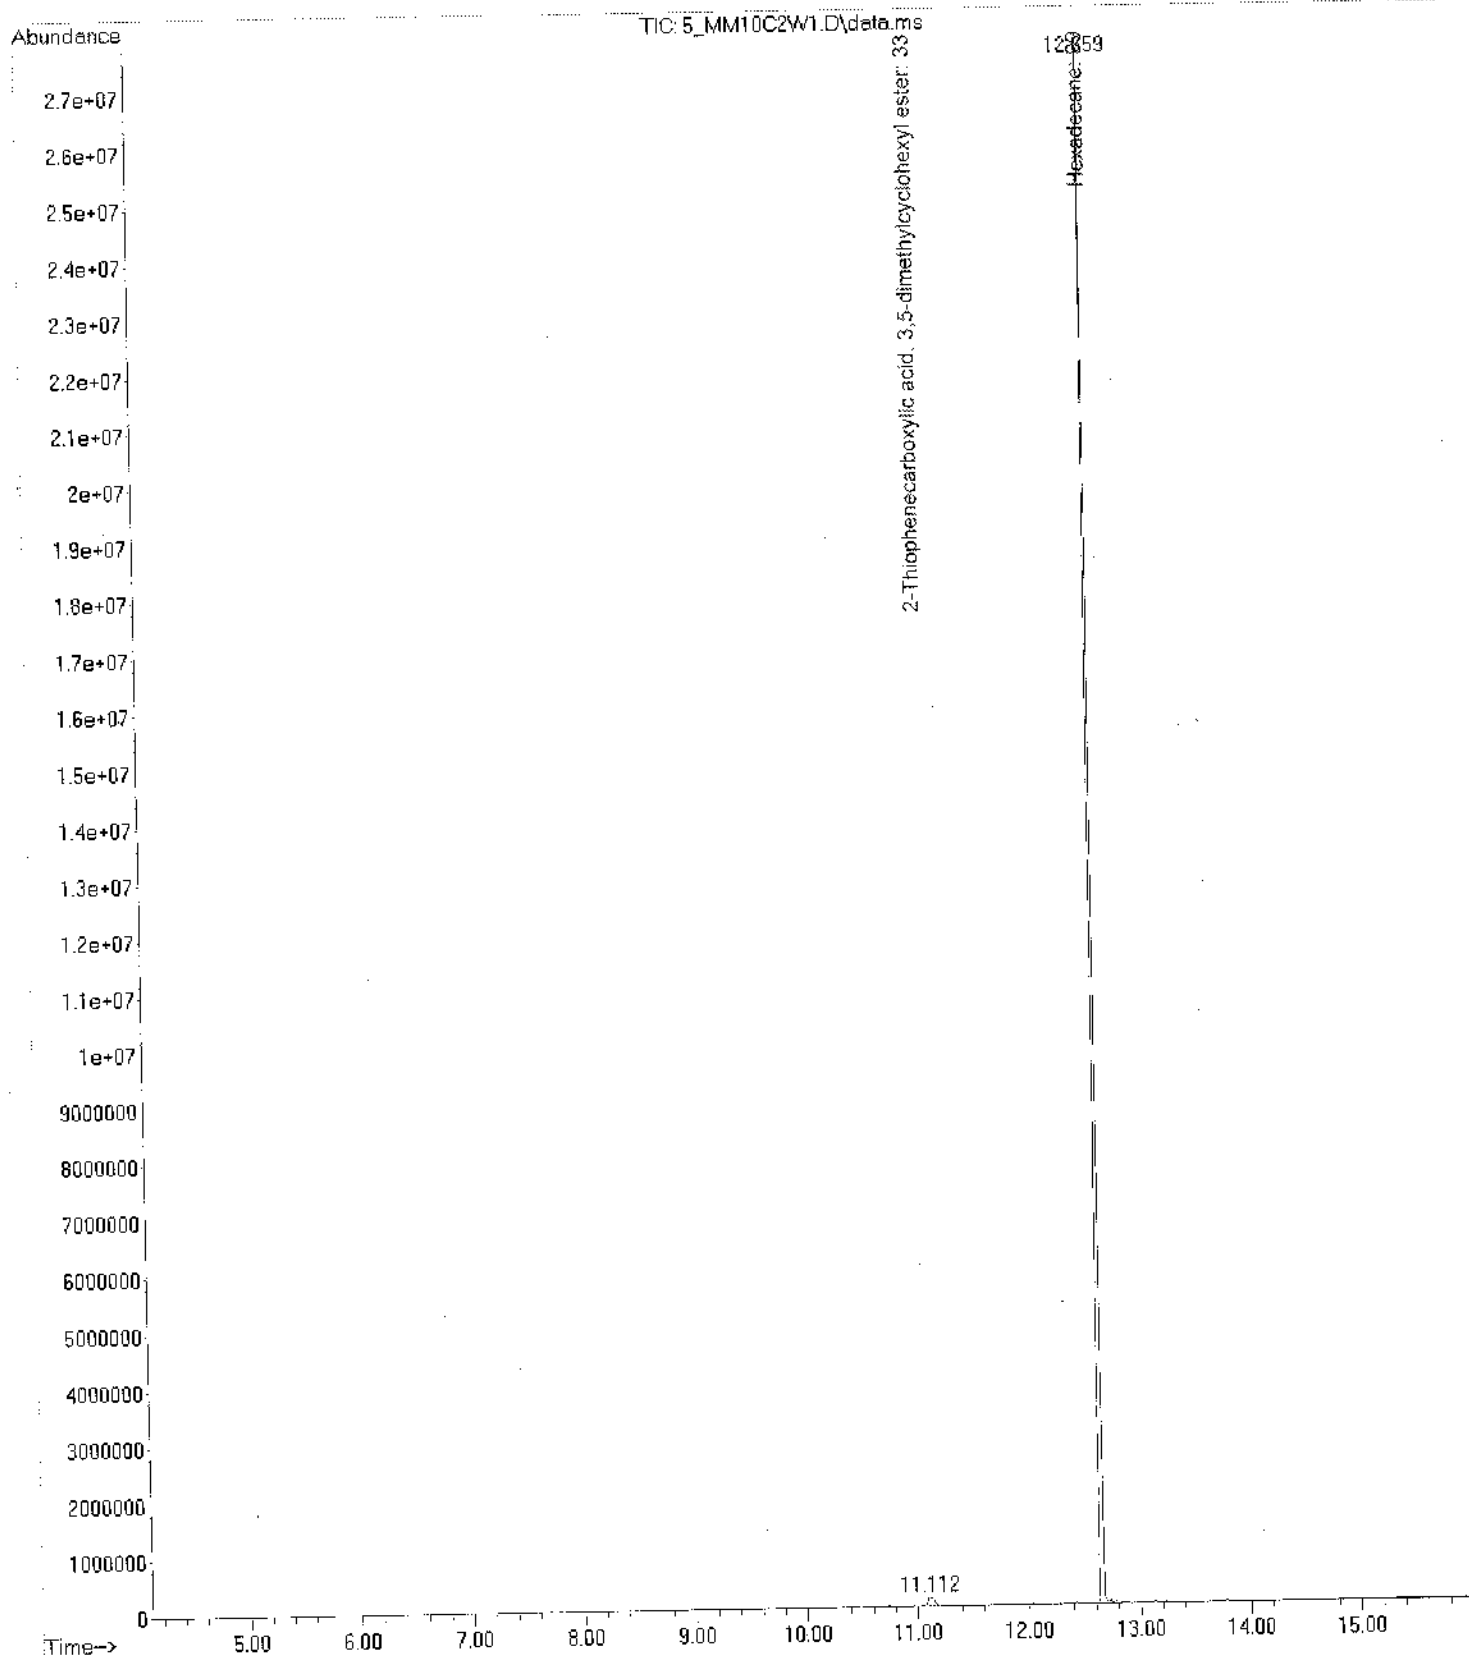 TIC: 5_MM10C2W1.D\data.ms
Abundance
2-Thiophenecarboxylic acid, 3,5-dimethylcyclohexyl ester: 33
Hexadecane:
2.7e+07
2.6e+07
2.5e+07
2.4e+07
2.3e+07
2.2e+07
2.1e+07
2e+07
1.9e+07
1.8e+07
1.7e+07
1.6e+07
1.5e+07
1.4e+07
1.3e+07
1.2e+07
1.1e+07
1e+07
9000000
8000000
7000000
6000000
5000000
4000000
3000000
2000000
1000000
11.112
0
Time-->
5.00 6.00 7.00 8.00 9.00 10.00 11.00 12.00 13.00 14.00 15.00